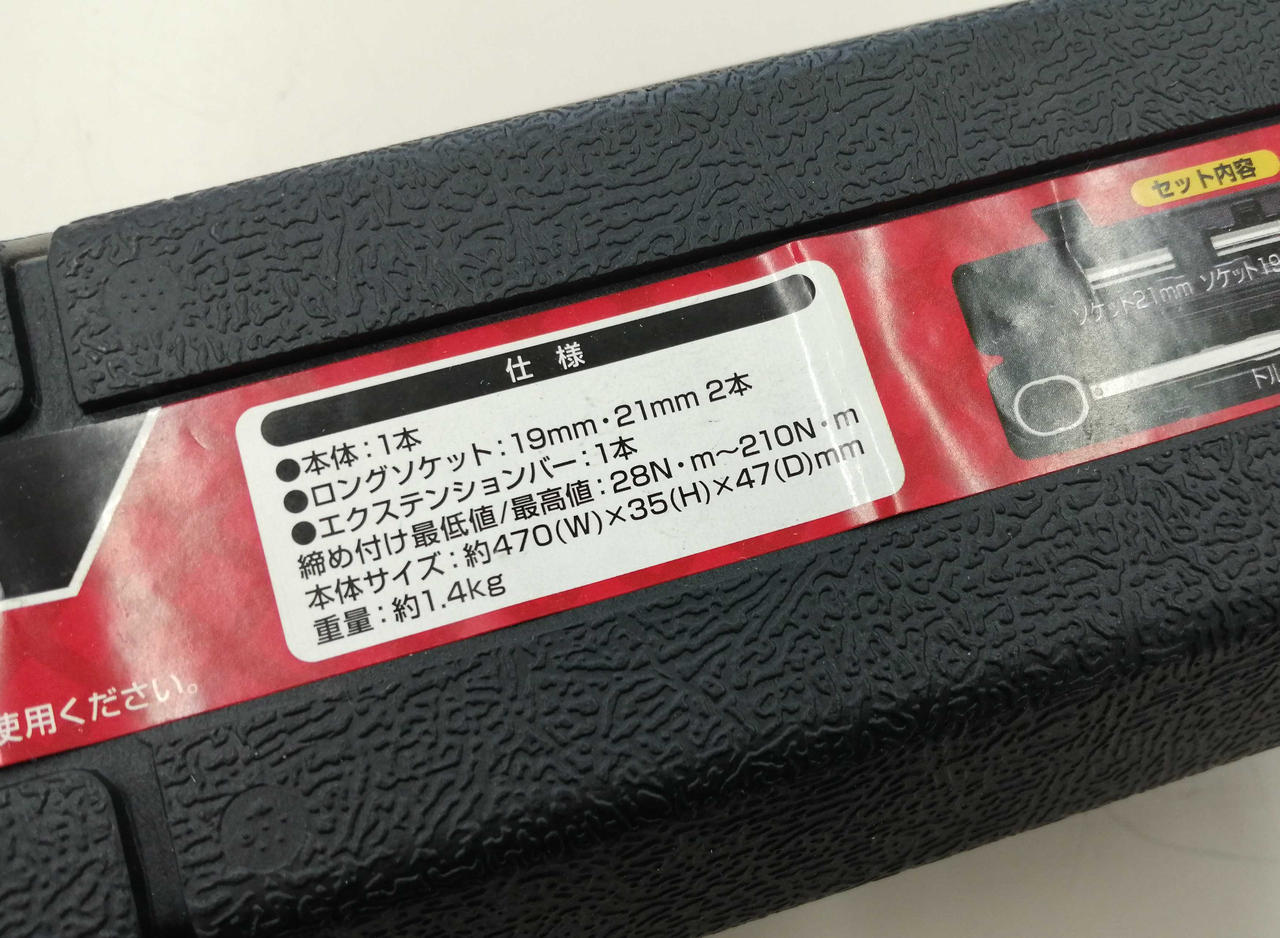 仕様
●本体:1本
●ロングソケット:19mm・21mm 2本
●エクステンションバー:1本
締め付け最低値/最高値:28N・m〜210N・m
本体サイズ:約470(W)×35(H)×47(D)mm
重量:約1.4kg
セット内容
ソケット21mm ソケット19
トル
使用ください。